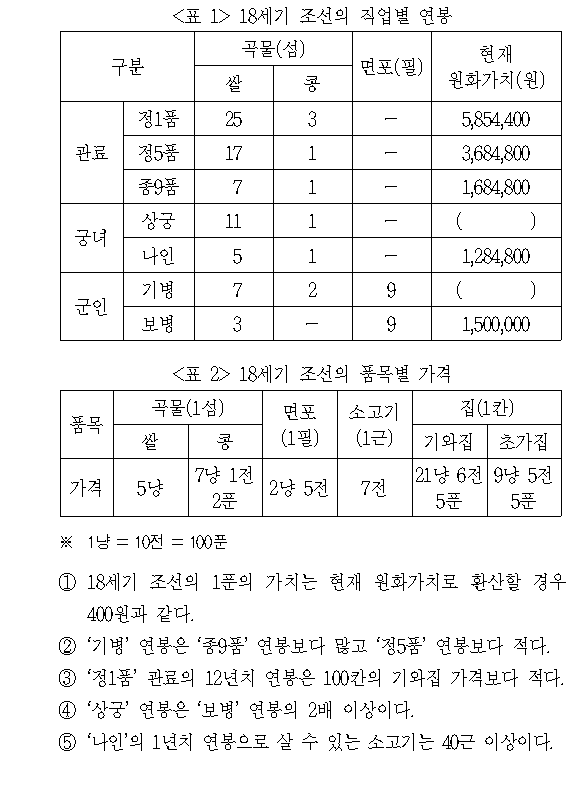 <표 1> 18세기 조선의 직업별 연봉
구분 곡물(섬) 면포(필) 현재 원화가치(원)
쌀 콩
관료 정1품 25 3 － 5,854,400
정5품 17 1 － 3,684,800
종9품 7 1 － 1,684,800
궁녀 상궁 11 1 － ( )
나인 5 1 － 1,284,800
군인 기병 7 2 9 ( )
보병 3 － 9 1,500,000
<표 2> 18세기 조선의 품목별 가격
품목 곡물(1섬) 면포(1필) 소고기(1근) 집(1칸)
쌀 콩 기와집 초가집
가격 5냥 7냥 1전 2푼 2냥 5전 7전 21냥 6전 5푼 9냥 5전 5푼
※ 1냥 = 10전 = 100푼
① 18세기 조선의 1푼의 가치는 현재 원화가치로 환산할 경우
400원과 같다.
② ‘기병’ 연봉은 ‘종9품’ 연봉보다 많고 ‘정5품’ 연봉보다 적다.
③ ‘정1품’ 관료의 12년치 연봉은 100칸의 기와집 가격보다 적다.
④ ‘상궁’ 연봉은 ‘보병’ 연봉의 2배 이상이다.
⑤ ‘나인’의 1년치 연봉으로 살 수 있는 소고기는 40근 이상이다.